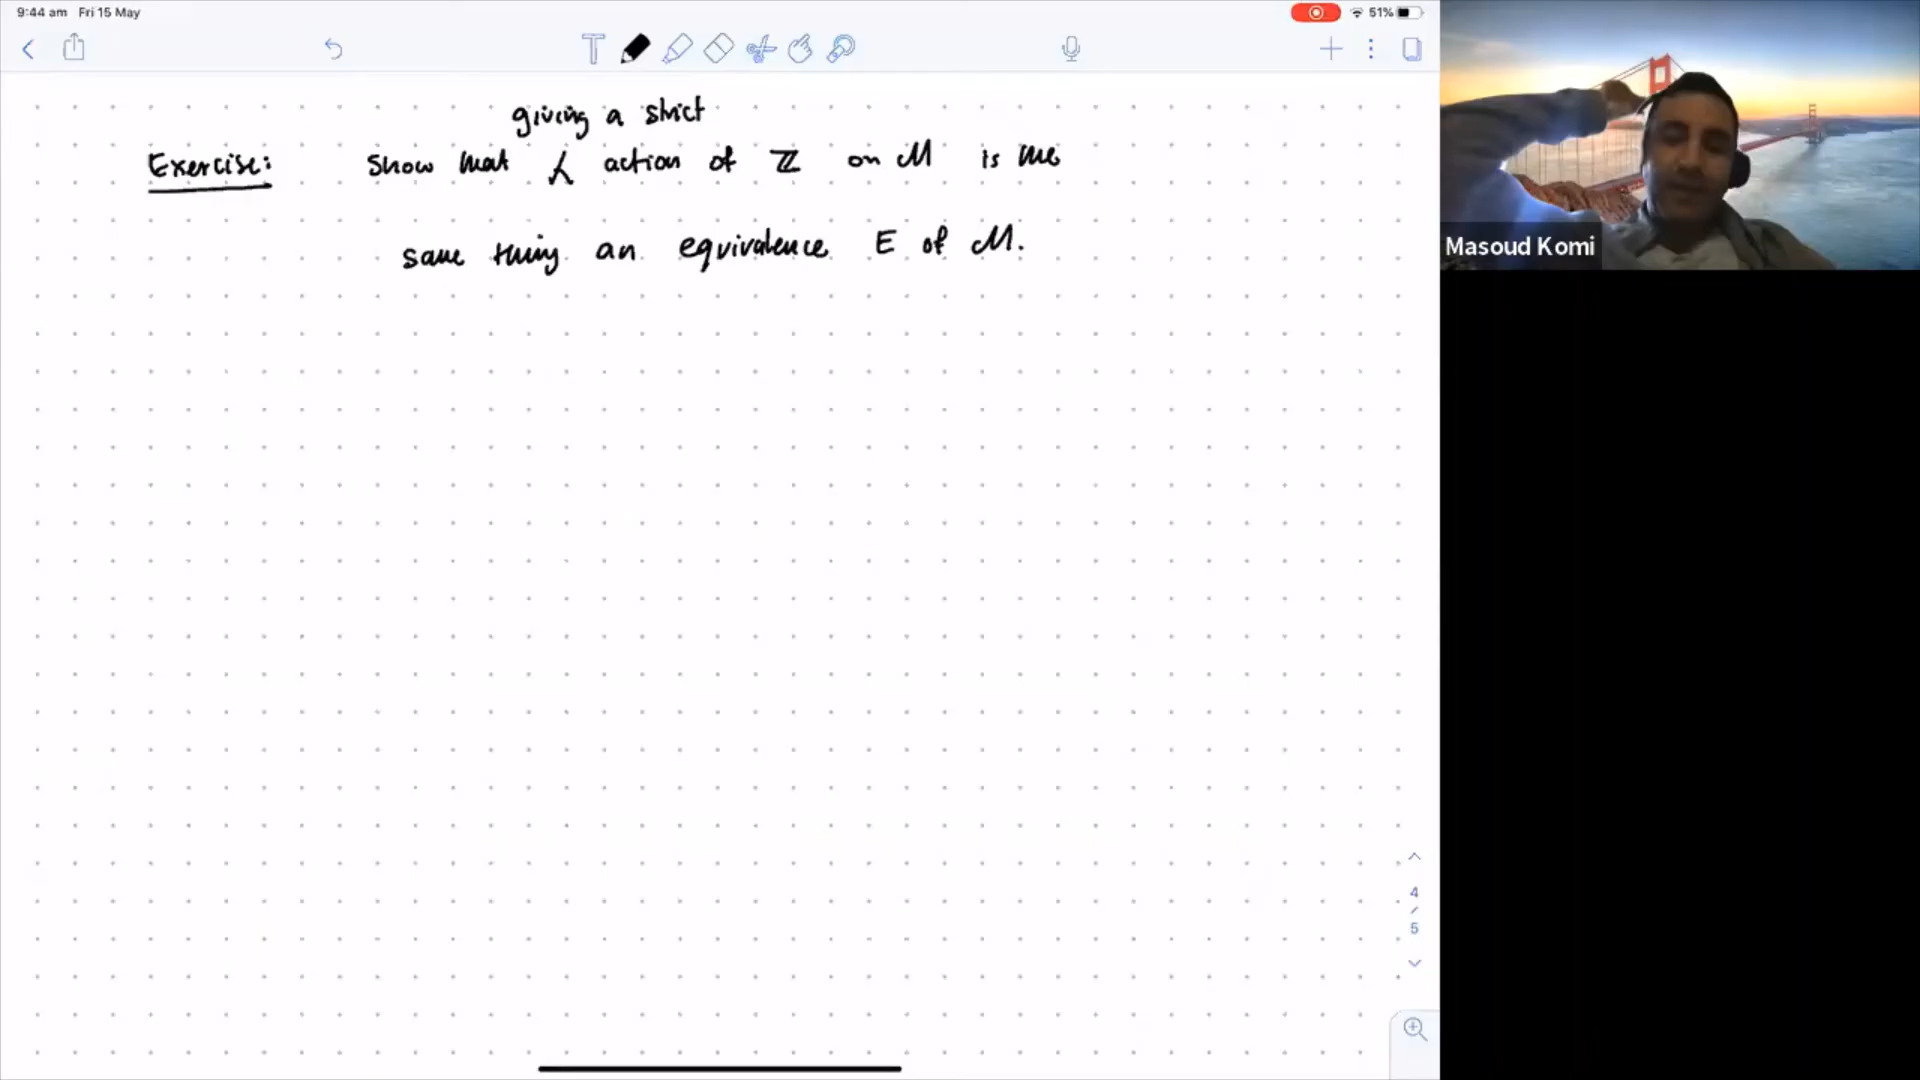 9:44 am Fri 15 May
51%
giving a strict
Exercise: Show that action of ℤ on M is the
same thing an equivalence E of M.
Masoud Komi
4
/
5